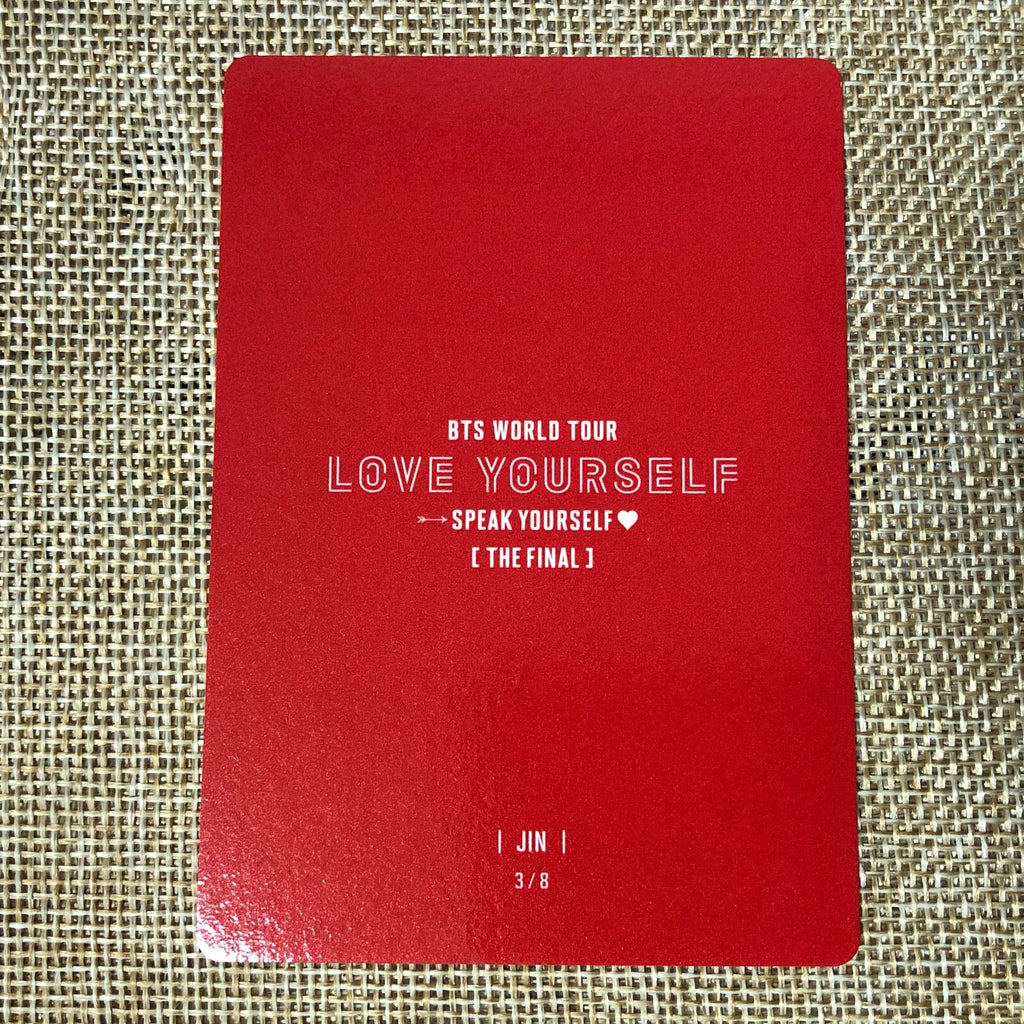 BTS WORLD TOUR
LOVE YOURSELF
SPEAK YOURSELF
[ THE FINAL ]
| JIN |
3/8